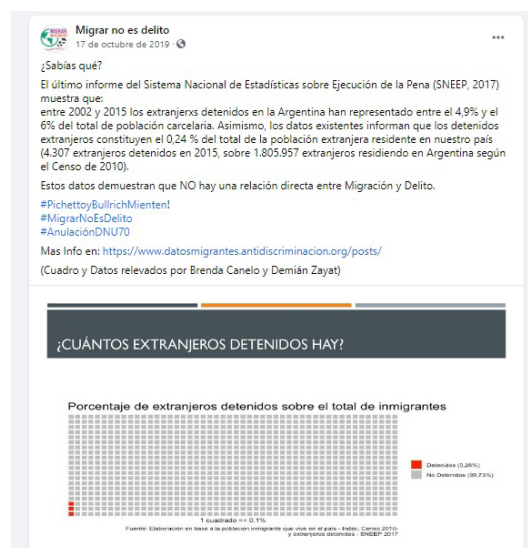 Migrar no es delito
17 de octubre de 2019
¿Sabías qué?
El último informe del Sistema Nacional de Estadísticas sobre Ejecución de la Pena (SNEEP, 2017)
muestra que:
entre 2002 y 2015 los extranjerxs detenidos en la Argentina han representado entre el 4,9% y el
6% del total de población carcelaria. Asimismo, los datos existentes informan que los detenidos
extranjeros constituyen el 0,24 % del total de la población extranjera residente en nuestro país
(4.307 extranjeros detenidos en 2015, sobre 1.805.957 extranjeros residiendo en Argentina según
el Censo de 2010).
Estos datos demuestran que NO hay una relación directa entre Migración y Delito.
#PichettoyBullrichMienten!
#MigrarNoEsDelito
#AnulaciónDNU70
Mas Info en: https://www.datosmigrantes.antidiscriminacion.org/posts/
(Cuadro y Datos relevados por Brenda Canelo y Demián Zayat)
¿CUÁNTOS EXTRANJEROS DETENIDOS HAY?
Porcentaje de extranjeros detenidos sobre el total de inmigrantes
Detenidos (0,26%)
No Detenidos (99,73%)
1 cuadrado == 0.1%
Fuente: Elaboración en base a la población inmigrante que vive en el país - Indec, Censo 2010-
y extranjeros detenidos - SNEEP 2017